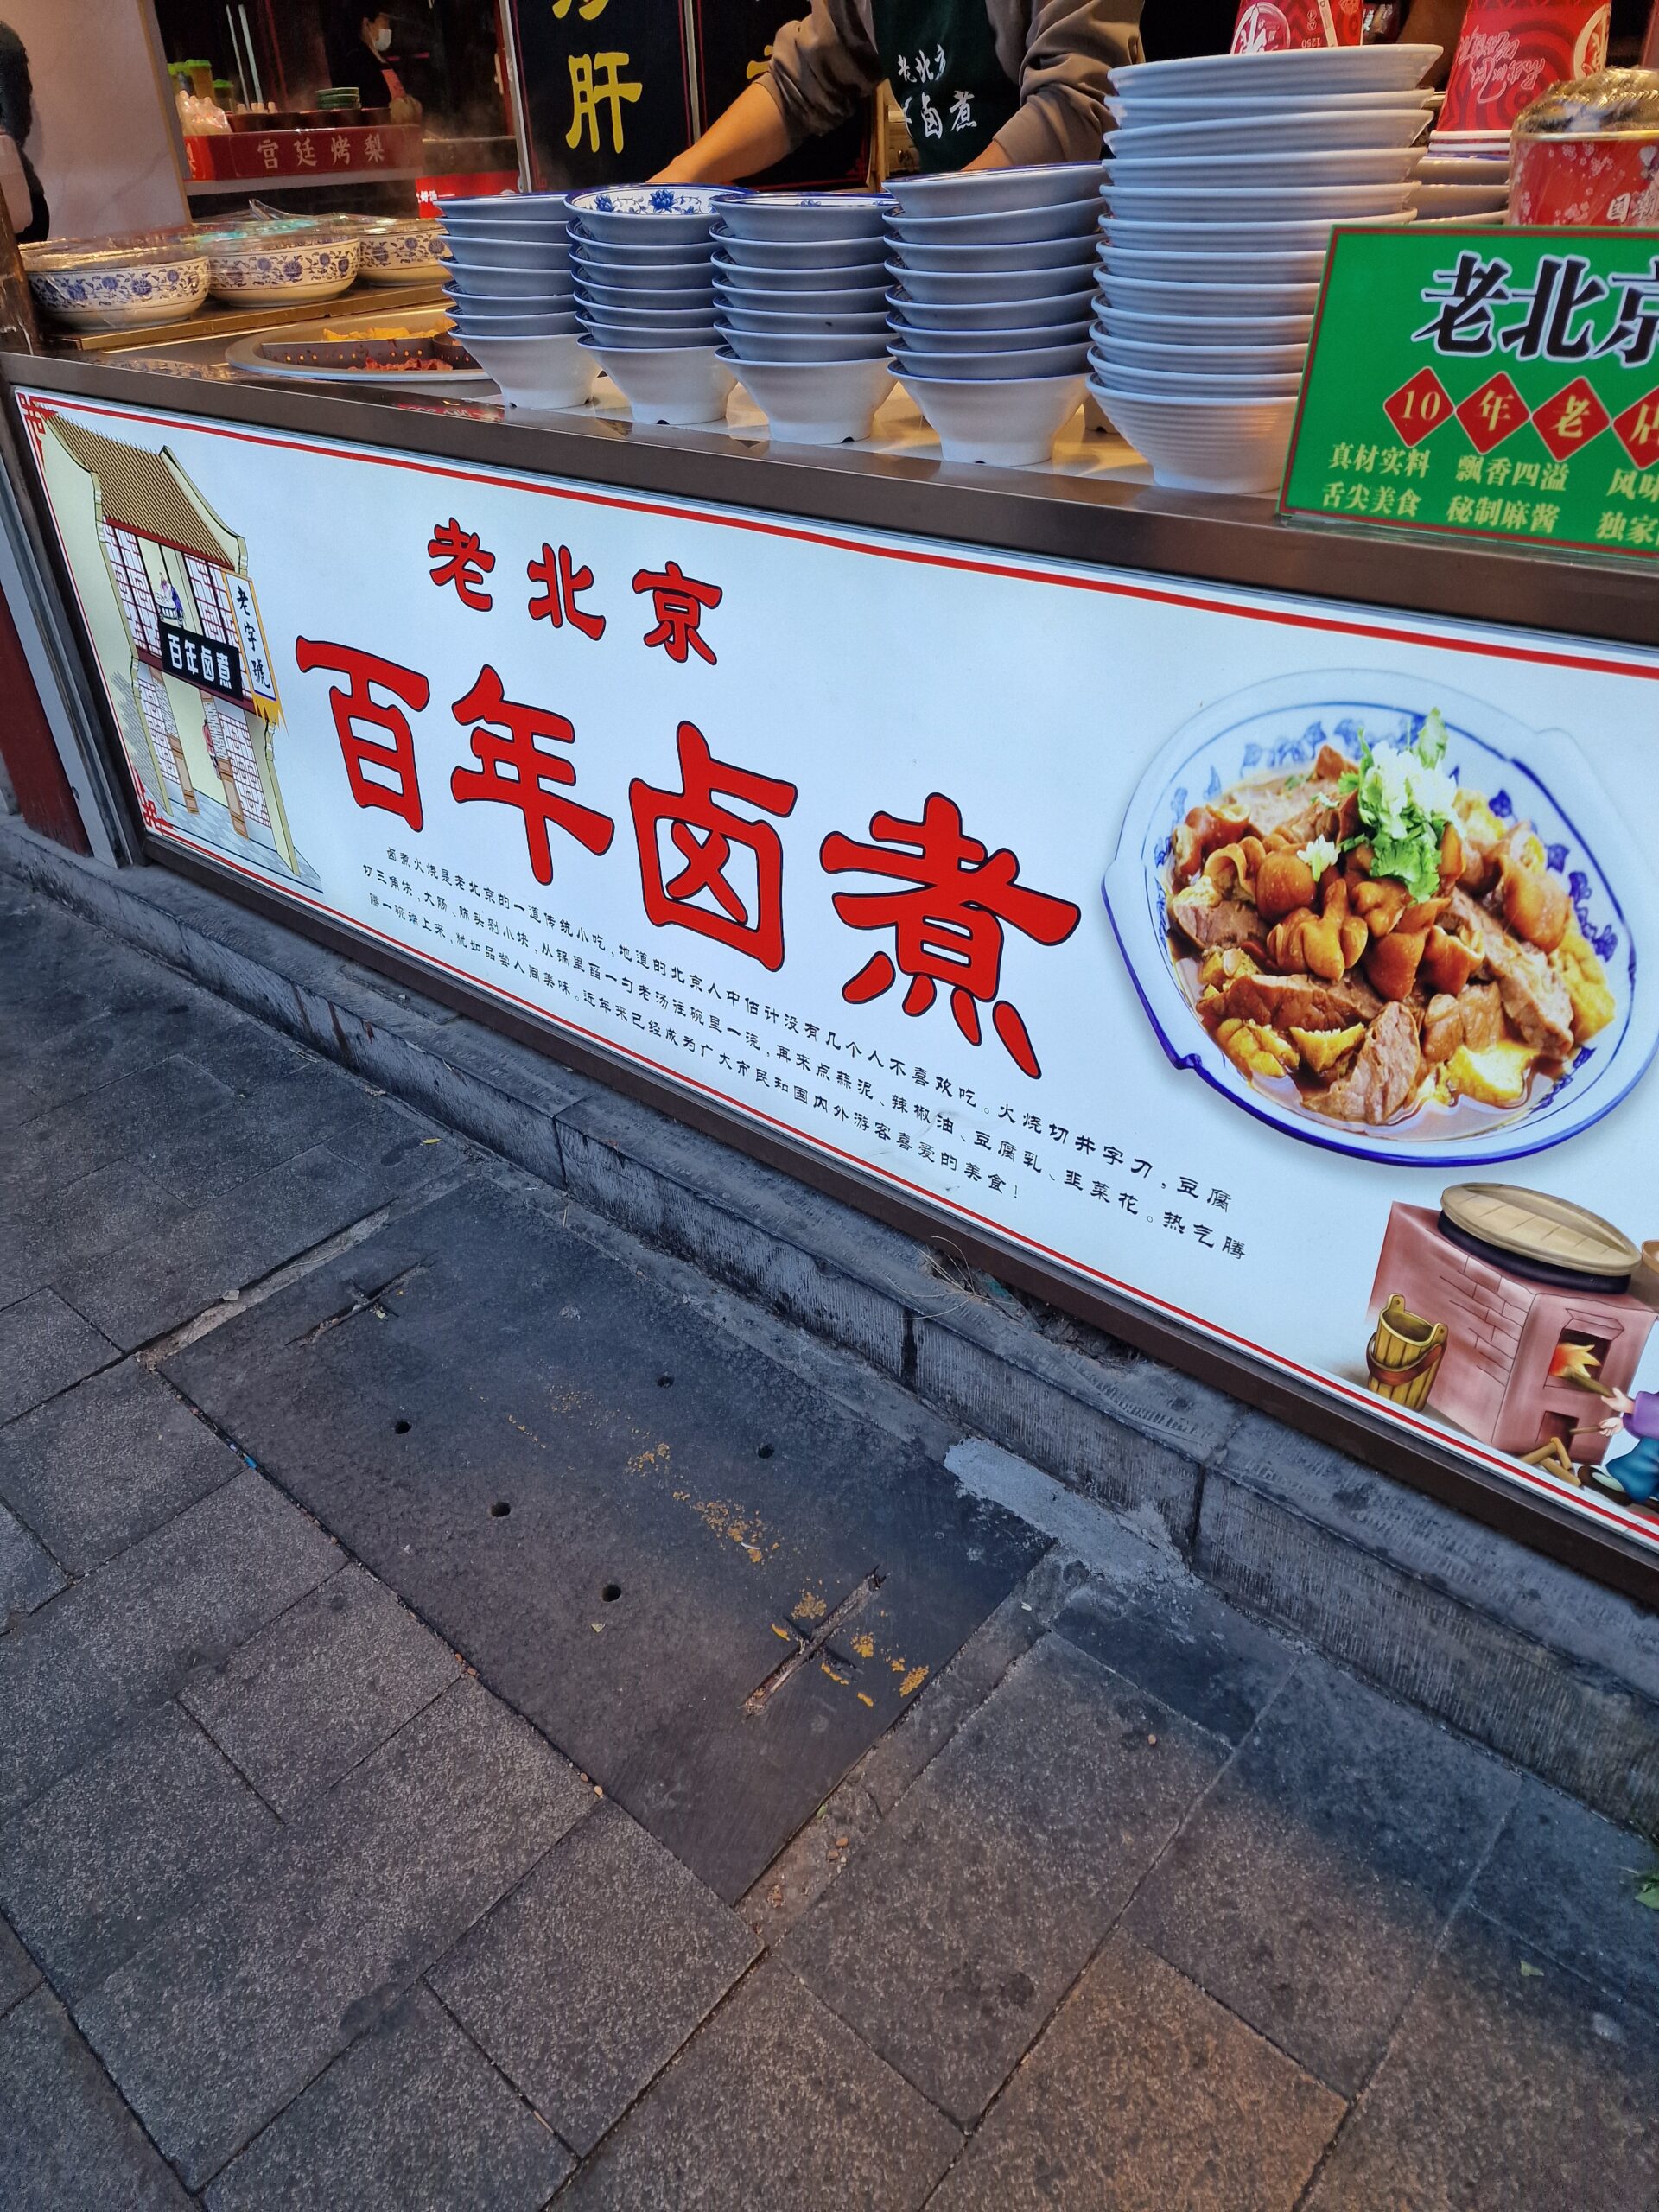 肝
老北京
卤煮
宫廷烤梨
老北京
10年老店
真材实料 飘香四溢 风味
舌尖美食 秘制麻酱 独家
老北京
百年卤煮
老字號
百年卤煮
卤煮火烧是老北京的一道传统小吃,地道的北京人中估计没有几个人不喜欢吃。火烧切井字刀,豆腐
切三角块、大肠、肺头剁小块,从锅里舀一勺老汤往碗里一浇,再来点蒜泥、辣椒油、豆腐乳、韭菜花。热气腾
腾一碗端上来,犹如品尝人间美味。近年来已经成为广大市民和国内外游客喜爱的美食!